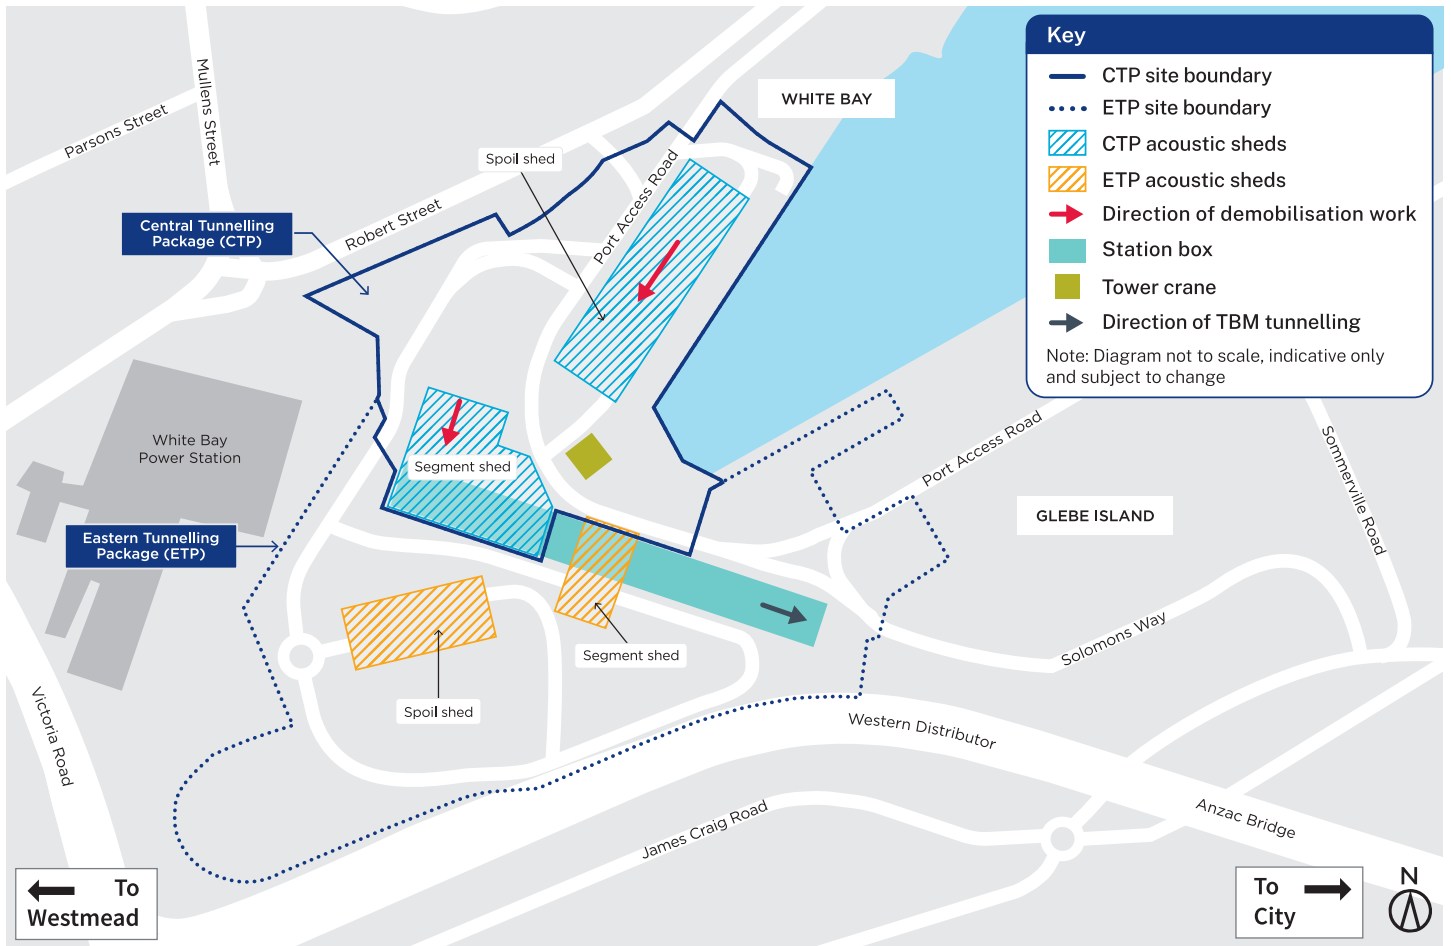 Key
CTP site boundary
ETP site boundary
CTP acoustic sheds
ETP acoustic sheds
Direction of demobilisation work
Station box
Tower crane
Direction of TBM tunnelling
Note: Diagram not to scale, indicative only
and subject to change
WHITE BAY
Mullens Street
Parsons Street
Spoil shed
Port Access Road
Robert Street
Central Tunnelling
Package (CTP)
White Bay
Power Station
Segment shed
Port Access Road
Sommerville Road
GLEBE ISLAND
Eastern Tunnelling
Package (ETP)
Solomons Way
Segment shed
Spoil shed
Victoria Road
Western Distributor
James Craig Road
Anzac Bridge
To
Westmead
To
City
N